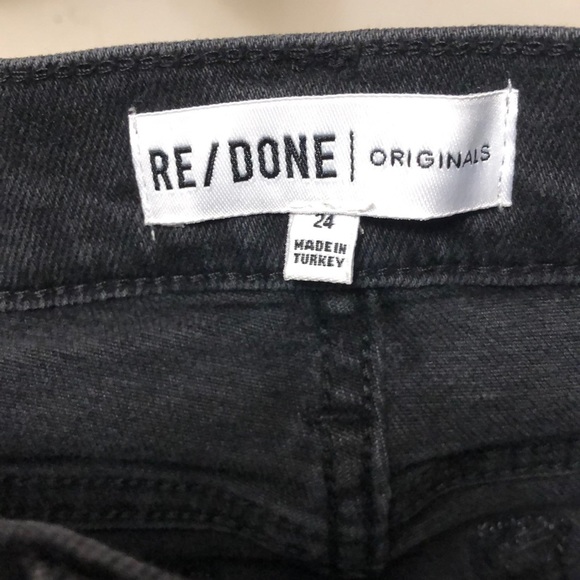 RE/DONE | ORIGINALS
24
MADE IN
TURKEY